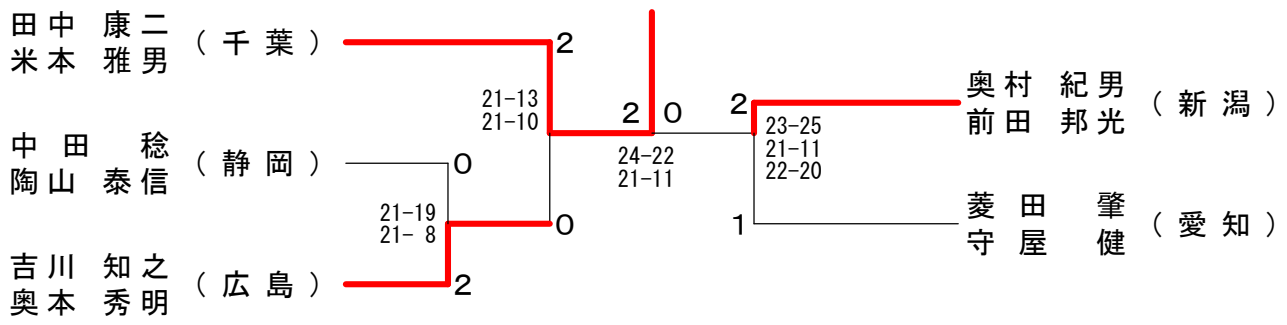 田中 康二
米本 雅男
(千葉)
2
21-13
21-10
中田 稔
陶山 泰信
(静岡)
0
21-19
21- 8
0
吉川 知之
奥本 秀明
(広島)
2
2 0
24-22
21-11
2
23-25
21-11
22-20
奥村 紀男
前田 邦光
(新潟)
1
菱田 肇
守屋 健
(愛知)